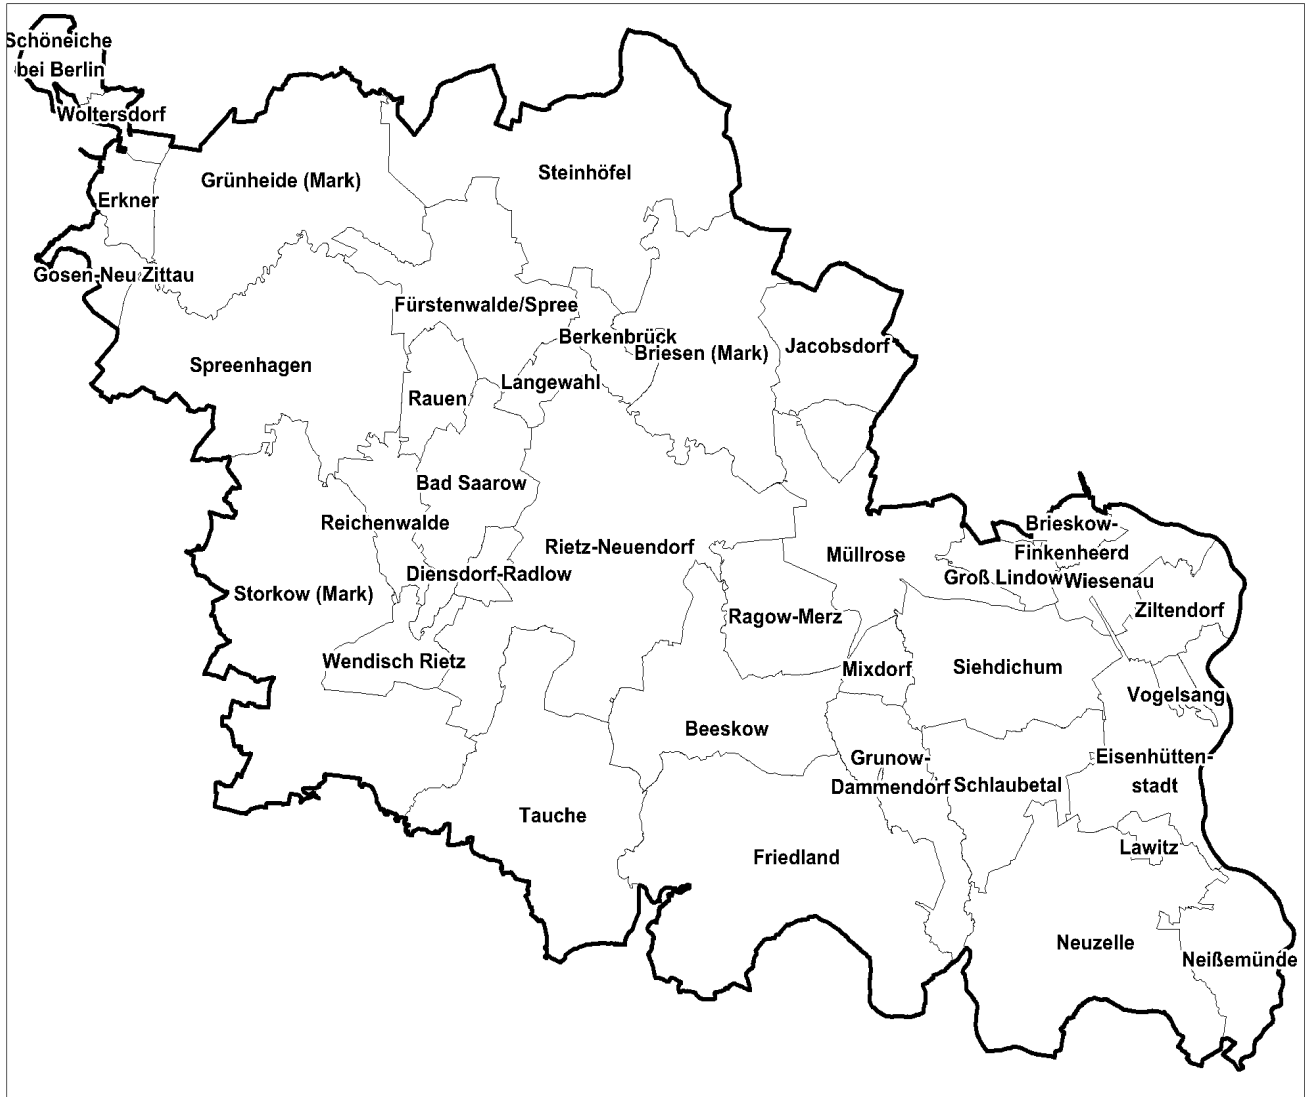 Schöneiche
bei Berlin
Woltersdorf
Grünheide (Mark)
Steinhöfel
Erkner
Gosen-Neu Zittau
Fürstenwalde/Spree
Berkenbrück
Briesen (Mark)
Jacobsdorf
Spreenhagen
Langewahl
Rauen
Bad Saarow
Reichenwalde
Brieskow-
Finkenheerd
Rietz-Neuendorf
Müllrose
Diensdorf-Radlow
Groß Lindow
Wiesenau
Storkow (Mark)
Ziltendorf
Ragow-Merz
Wendisch Rietz
Mixdorf
Siehdichum
Vogelsang
Beeskow
Grunow-
Dammendorf
Schlaubetal
Eisenhütten-
stadt
Tauche
Friedland
Lawitz
Neuzelle
Neißemünde